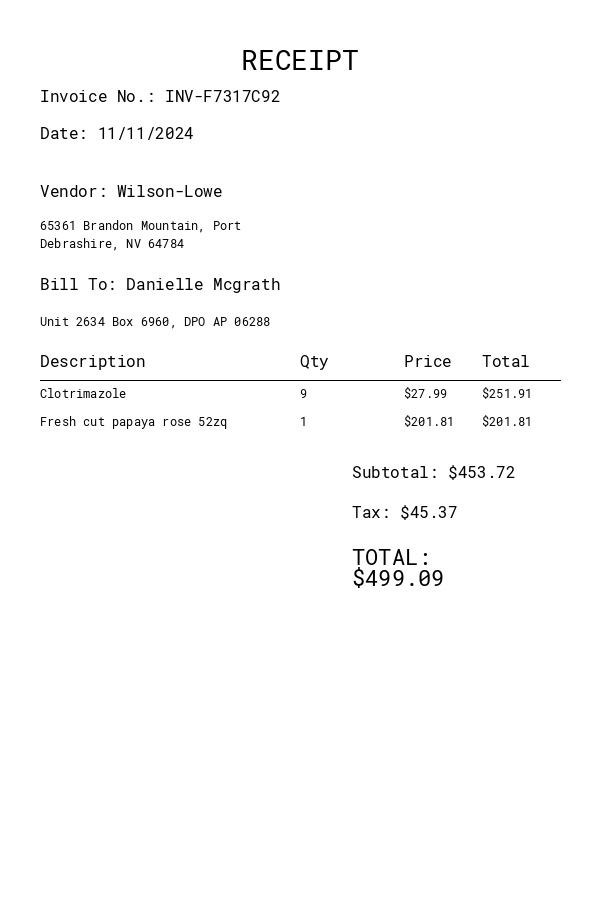 RECEIPT
Invoice No.: INV-F7317C92
Date: 11/11/2024
Vendor: Wilson-Lowe
65361 Brandon Mountain, Port
Debrashire, NV 64784
Bill To: Danielle Mcgrath
Unit 2634 Box 6960, DPO AP 06288
Description Qty Price Total
Clotrimazole 9 $27.99 $251.91
Fresh cut papaya rose 52zq 1 $201.81 $201.81
Subtotal: $453.72
Tax: $45.37
TOTAL:
$499.09